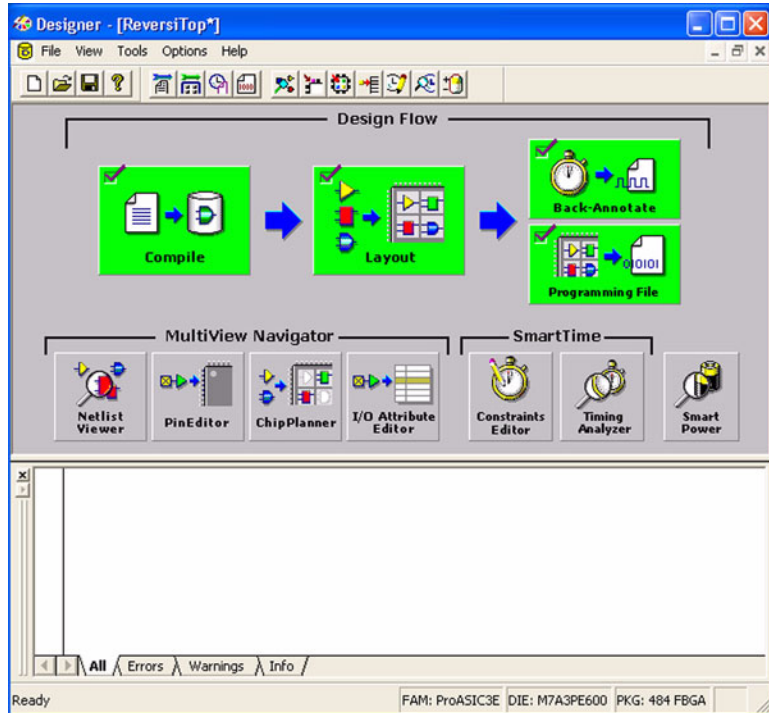 Designer - [ReversiTop*]
File View Tools Options Help
Design Flow
Compile
Layout
Back-Annotate
010101
Programming File
MultiView Navigator
SmartTime
Netlist Viewer
PinEditor
ChipPlanner
I/O Attribute Editor
Constraints Editor
Timing Analyzer
Smart Power
All Errors Warnings Info
Ready
FAM: ProASIC3E DIE: M7A3PE600 PKG: 484 FBGA